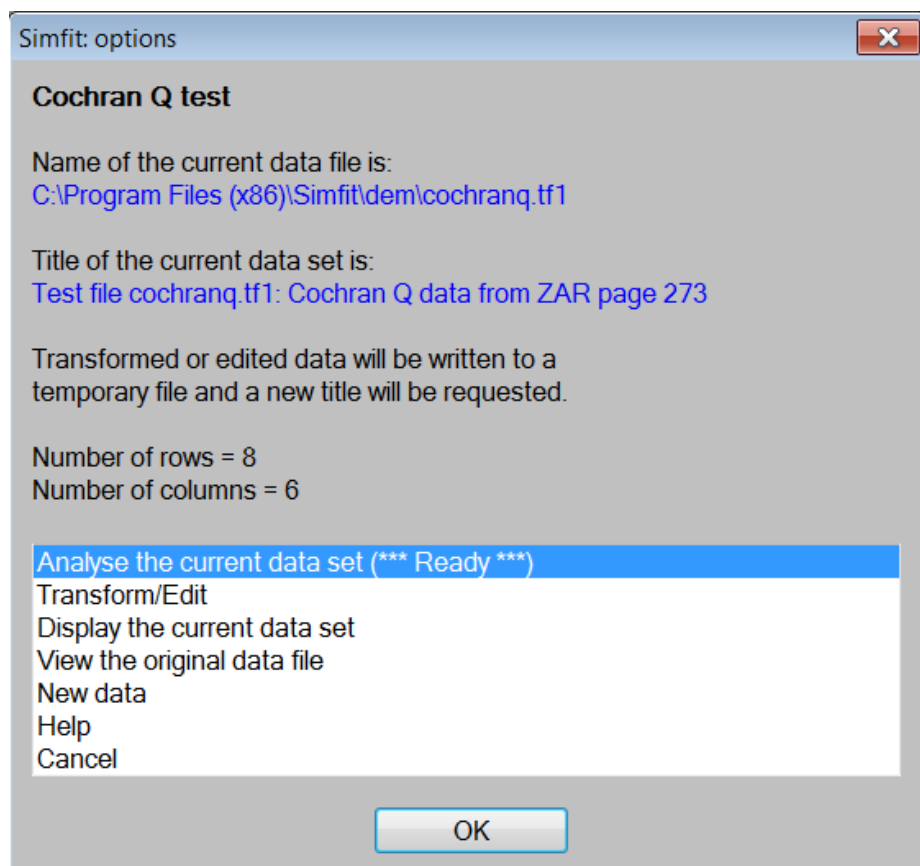 Simfit: options
Cochran Q test
Name of the current data file is:
C:\Program Files (x86)\Simfit\dem\cochranq.tf1
Title of the current data set is:
Test file cochranq.tf1: Cochran Q data from ZAR page 273
Transformed or edited data will be written to a
temporary file and a new title will be requested.
Number of rows = 8
Number of columns = 6
Analyse the current data set (*** Ready ***)
Transform/Edit
Display the current data set
View the original data file
New data
Help
Cancel
OK